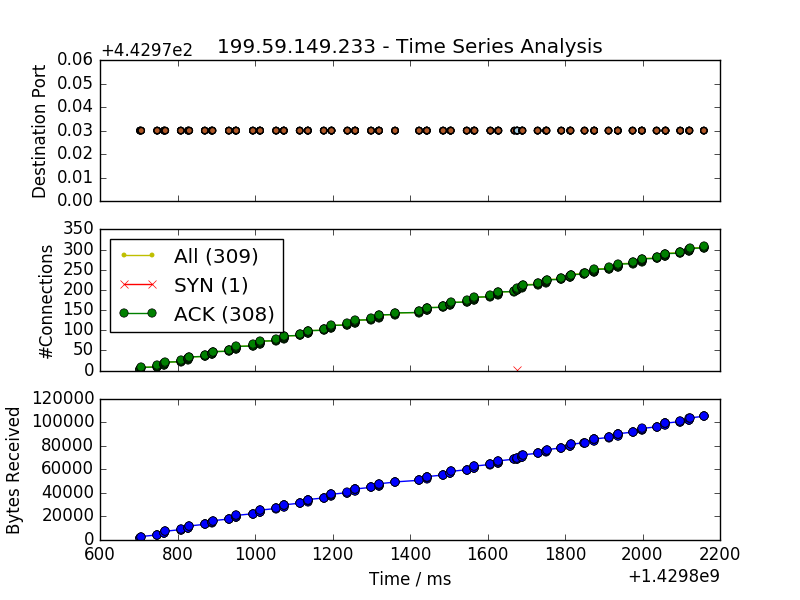 +4.4297e2
199.59.149.233 - Time Series Analysis
Destination Port
0.06
0.05
0.04
0.03
0.02
0.01
0.00
#Connections
350
300
250
200
150
100
50
0
All (309)
SYN (1)
ACK (308)
Bytes Received
120000
100000
80000
60000
40000
20000
0
600 800 1000 1200 1400 1600 1800 2000 2200
Time / ms
+1.4298e9